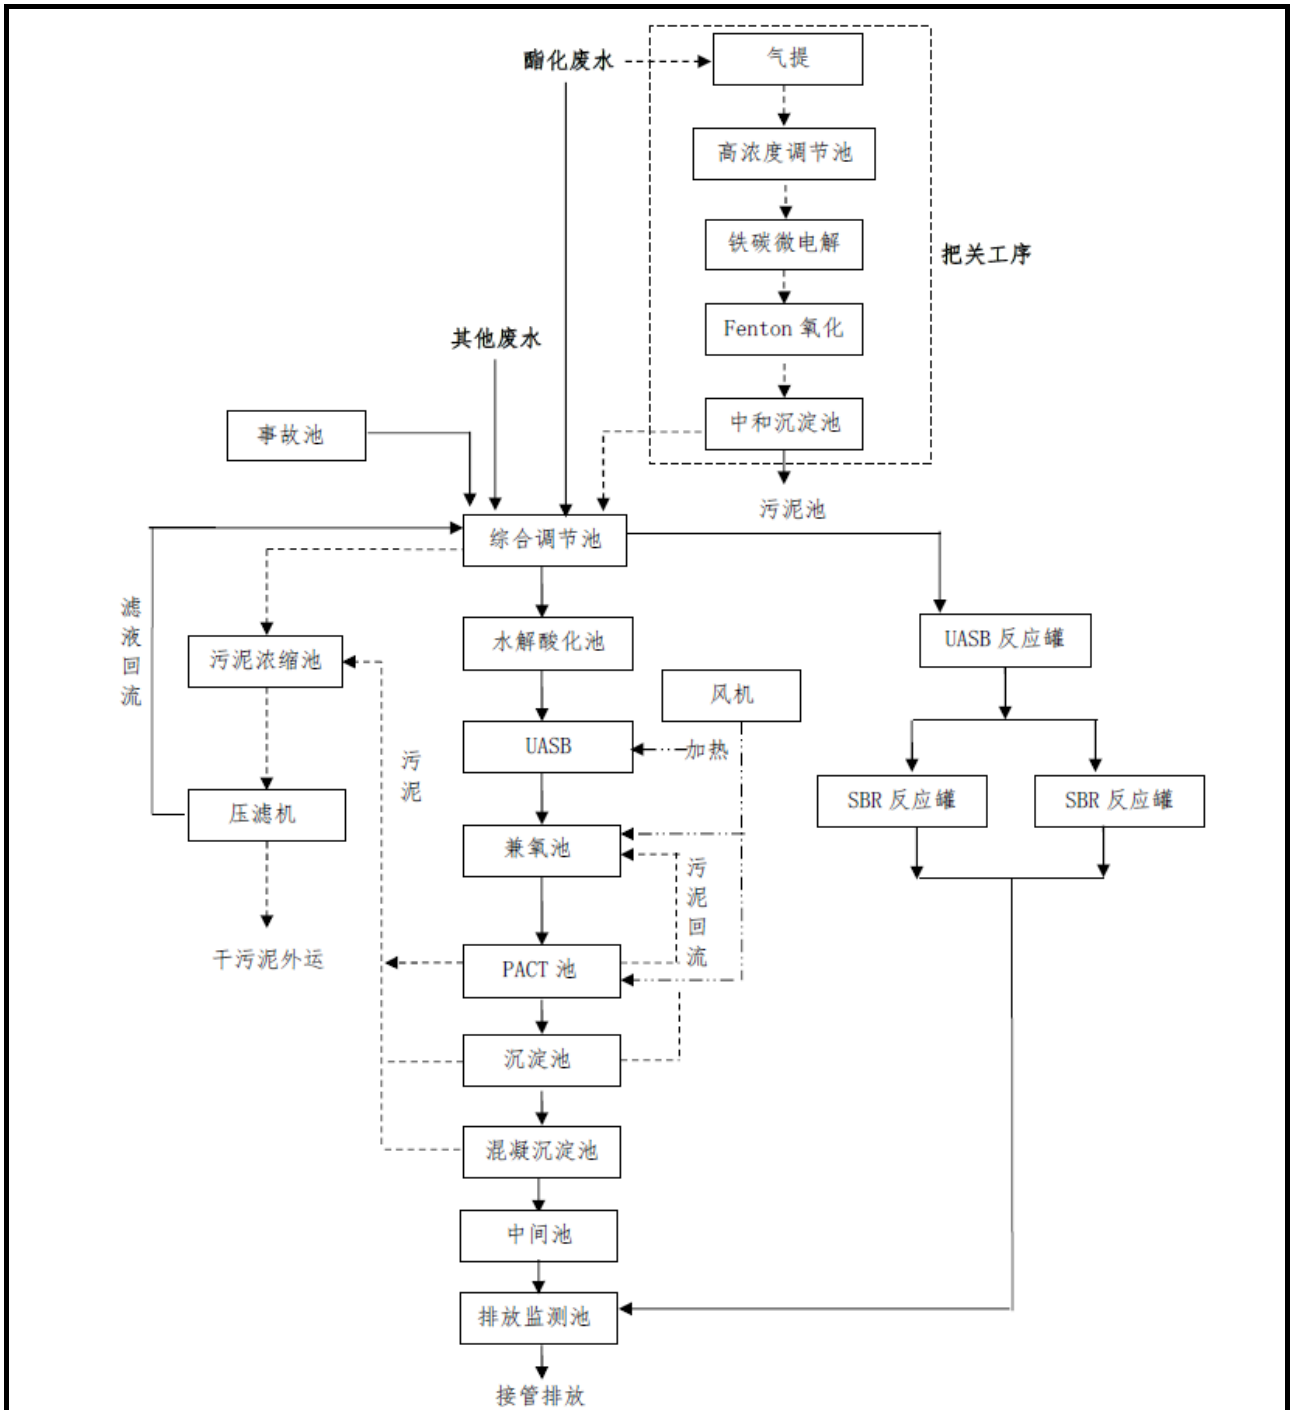 酯化废水
气提
高浓度调节池
铁碳微电解
把关工序
Fenton 氧化
其他废水
中和沉淀池
事故池
污泥池
综合调节池
滤液回流
水解酸化池
UASB 反应罐
污泥浓缩池
风机
UASB
加热
污泥
SBR 反应罐
SBR 反应罐
压滤机
兼氧池
污泥回流
干污泥外运
PACT 池
沉淀池
混凝沉淀池
中间池
排放监测池
接管排放